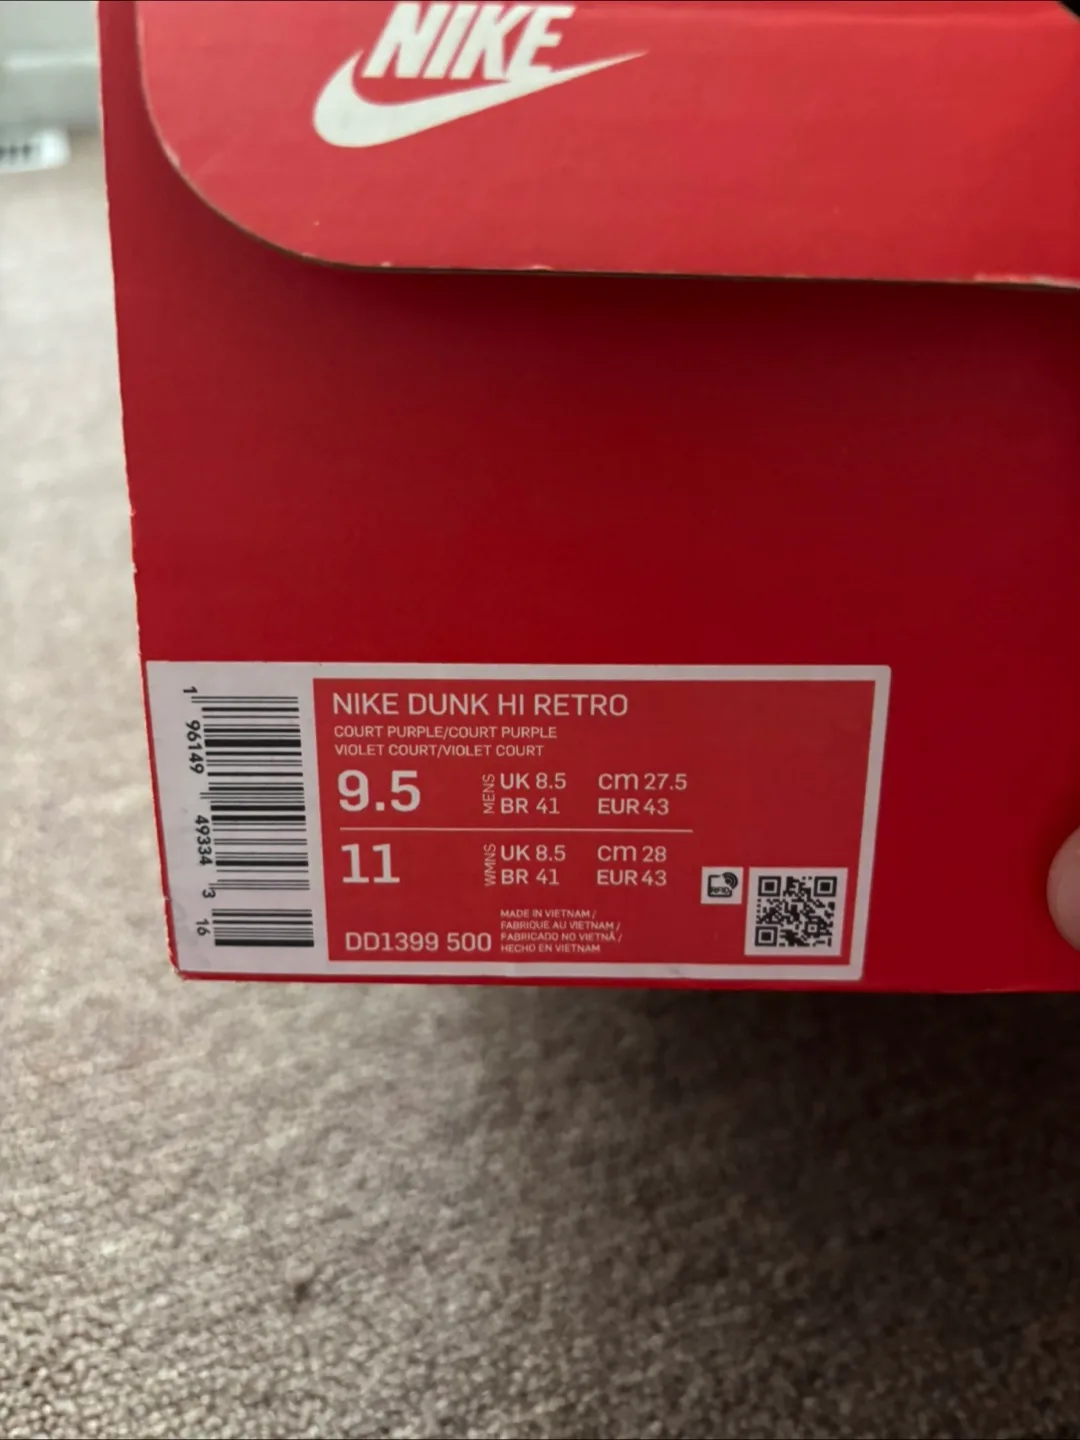 NIKE
NIKE DUNK HI RETRO
COURT PURPLE/COURT PURPLE
VIOLET COURT/VIOLET COURT
9.5 MENS UK 8.5 cm 27.5
BR 41 EUR 43
11 WMNS UK 8.5 cm 28
BR 41 EUR 43
RFID
DD1399 500
MADE IN VIETNAM /
FABRIQUE AU VIETNAM /
FABRICADO NO VIETNÃ /
HECHO EN VIETNAM
1 96149 49334 3 16